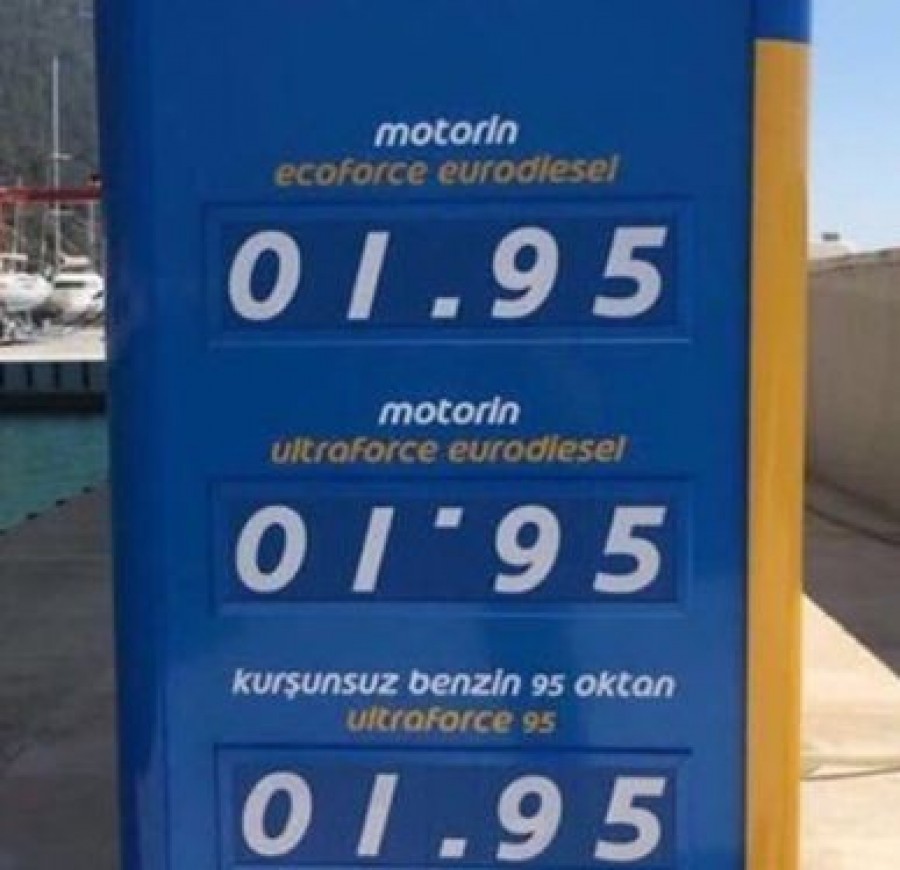 motorin
ecoforce eurodiesel
01.95
motorin
ultraforce eurodiesel
01˙95
kurşunsuz benzin 95 oktan
ultraforce 95
01.95